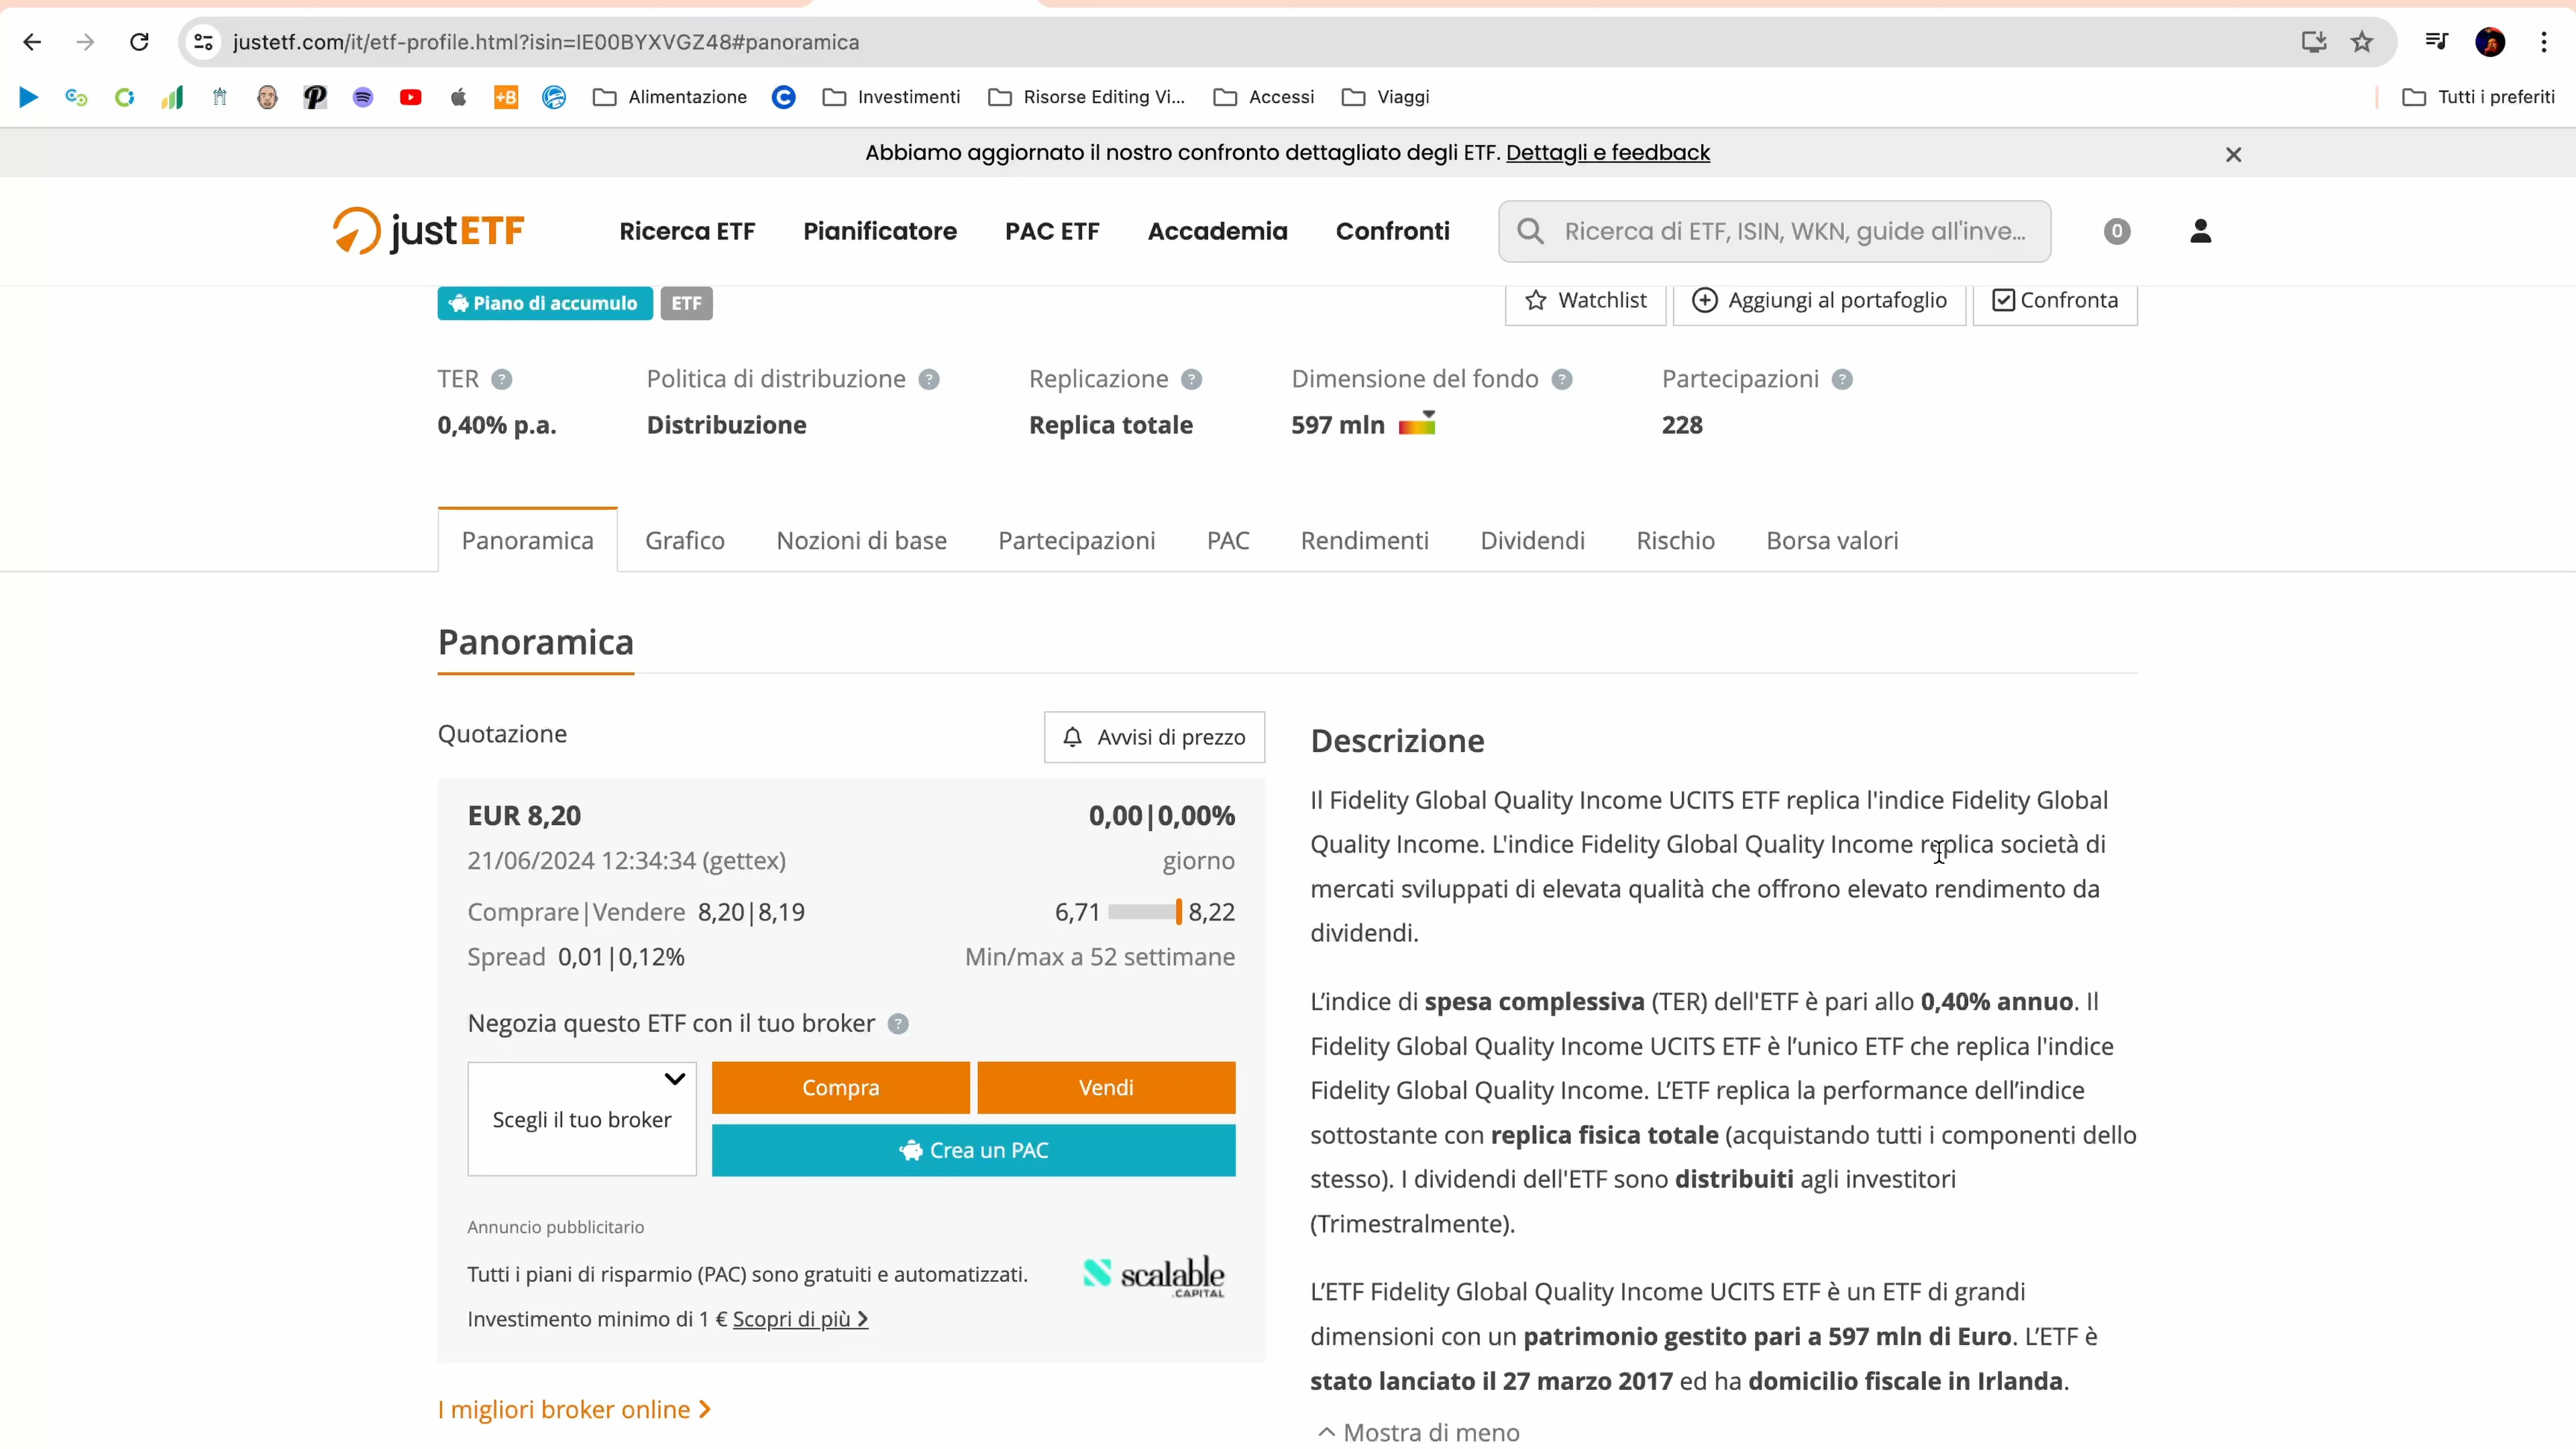 justetf.com/it/etf-profile.html?isin=IE00BYXVGZ48#panoramica
+B Alimentazione Investimenti Risorse Editing Vi... Accessi Viaggi Tutti i preferiti
Abbiamo aggiornato il nostro confronto dettagliato degli ETF. Dettagli e feedback
justETF Ricerca ETF Pianificatore PAC ETF Accademia Confronti Ricerca di ETF, ISIN, WKN, guide all'inve... 0
Piano di accumulo ETF Watchlist Aggiungi al portafoglio Confronta
TER ? Politica di distribuzione ? Replicazione ? Dimensione del fondo ? Partecipazioni ?
0,40% p.a. Distribuzione Replica totale 597 mln 228
Panoramica Grafico Nozioni di base Partecipazioni PAC Rendimenti Dividendi Rischio Borsa valori
Panoramica
Quotazione Avvisi di prezzo
EUR 8,20 0,00|0,00%
21/06/2024 12:34:34 (gettex) giorno
Comprare|Vendere 8,20|8,19 6,71 8,22
Spread 0,01|0,12% Min/max a 52 settimane
Negozia questo ETF con il tuo broker ?
Scegli il tuo broker
Compra Vendi
Crea un PAC
Annuncio pubblicitario
Tutti i piani di risparmio (PAC) sono gratuiti e automatizzati.
scalable
.CAPITAL
Investimento minimo di 1 € Scopri di più
I migliori broker online
Descrizione
Il Fidelity Global Quality Income UCITS ETF replica l'indice Fidelity Global
Quality Income. L'indice Fidelity Global Quality Income replica società di
mercati sviluppati di elevata qualità che offrono elevato rendimento da
dividendi.
L’indice di spesa complessiva (TER) dell'ETF è pari allo 0,40% annuo. Il
Fidelity Global Quality Income UCITS ETF è l’unico ETF che replica l'indice
Fidelity Global Quality Income. L’ETF replica la performance dell’indice
sottostante con replica fisica totale (acquistando tutti i componenti dello
stesso). I dividendi dell'ETF sono distribuiti agli investitori
(Trimestralmente).
L’ETF Fidelity Global Quality Income UCITS ETF è un ETF di grandi
dimensioni con un patrimonio gestito pari a 597 mln di Euro. L’ETF è
stato lanciato il 27 marzo 2017 ed ha domicilio fiscale in Irlanda.
Mostra di meno